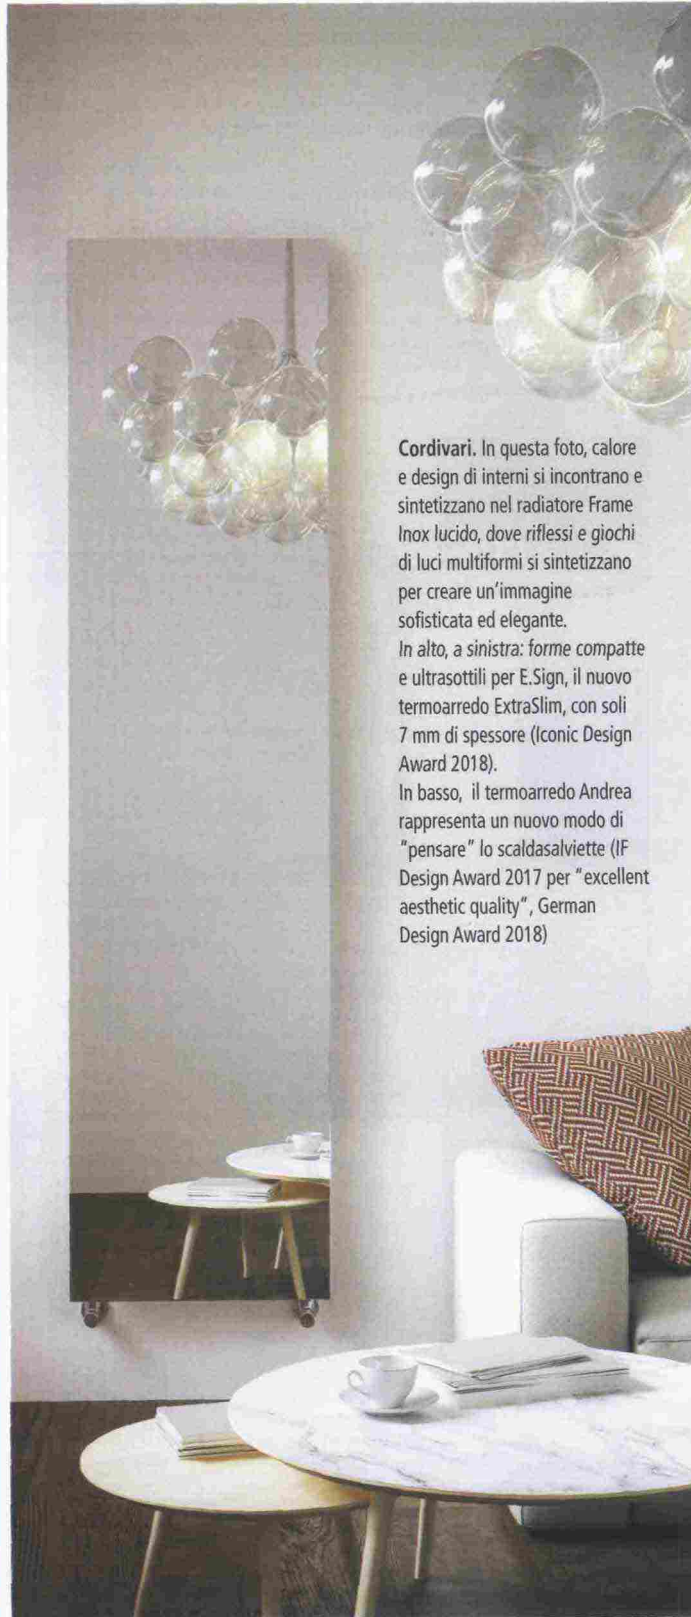 Cordivari. In questa foto, calore
e design di interni si incontrano e
sintetizzano nel radiatore Frame
Inox lucido, dove riflessi e giochi
di luci multiformi si sintetizzano
per creare un'immagine
sofisticata ed elegante.
In alto, a sinistra: forme compatte
e ultrasottili per E.Sign, il nuovo
termoarredo ExtraSlim, con soli
7 mm di spessore (Iconic Design
Award 2018).
In basso, il termoarredo Andrea
rappresenta un nuovo modo di
"pensare" lo scaldasalviette (IF
Design Award 2017 per "excellent
aesthetic quality", German
Design Award 2018)